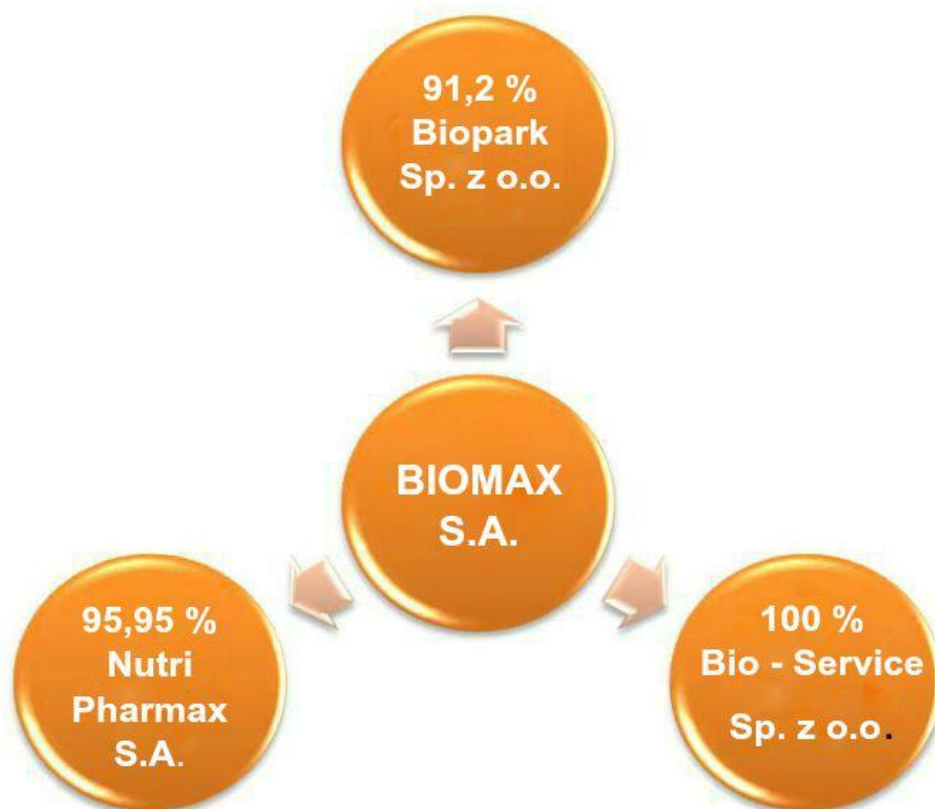 91,2 %
Biopark
Sp. z o.o.
BIOMAX
S.A.
95,95 %
Nutri
Pharmax
S.A.
100 %
Bio - Service
Sp. z o.o.